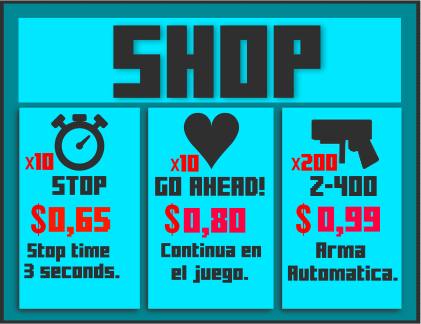 SHOP
x10
STOP
$0,65
Stop time
3 seconds.
x10
GO AHEAD!
$0,80
Continua en
el juego.
x200
Z-400
$0,99
Arma
Automatica.